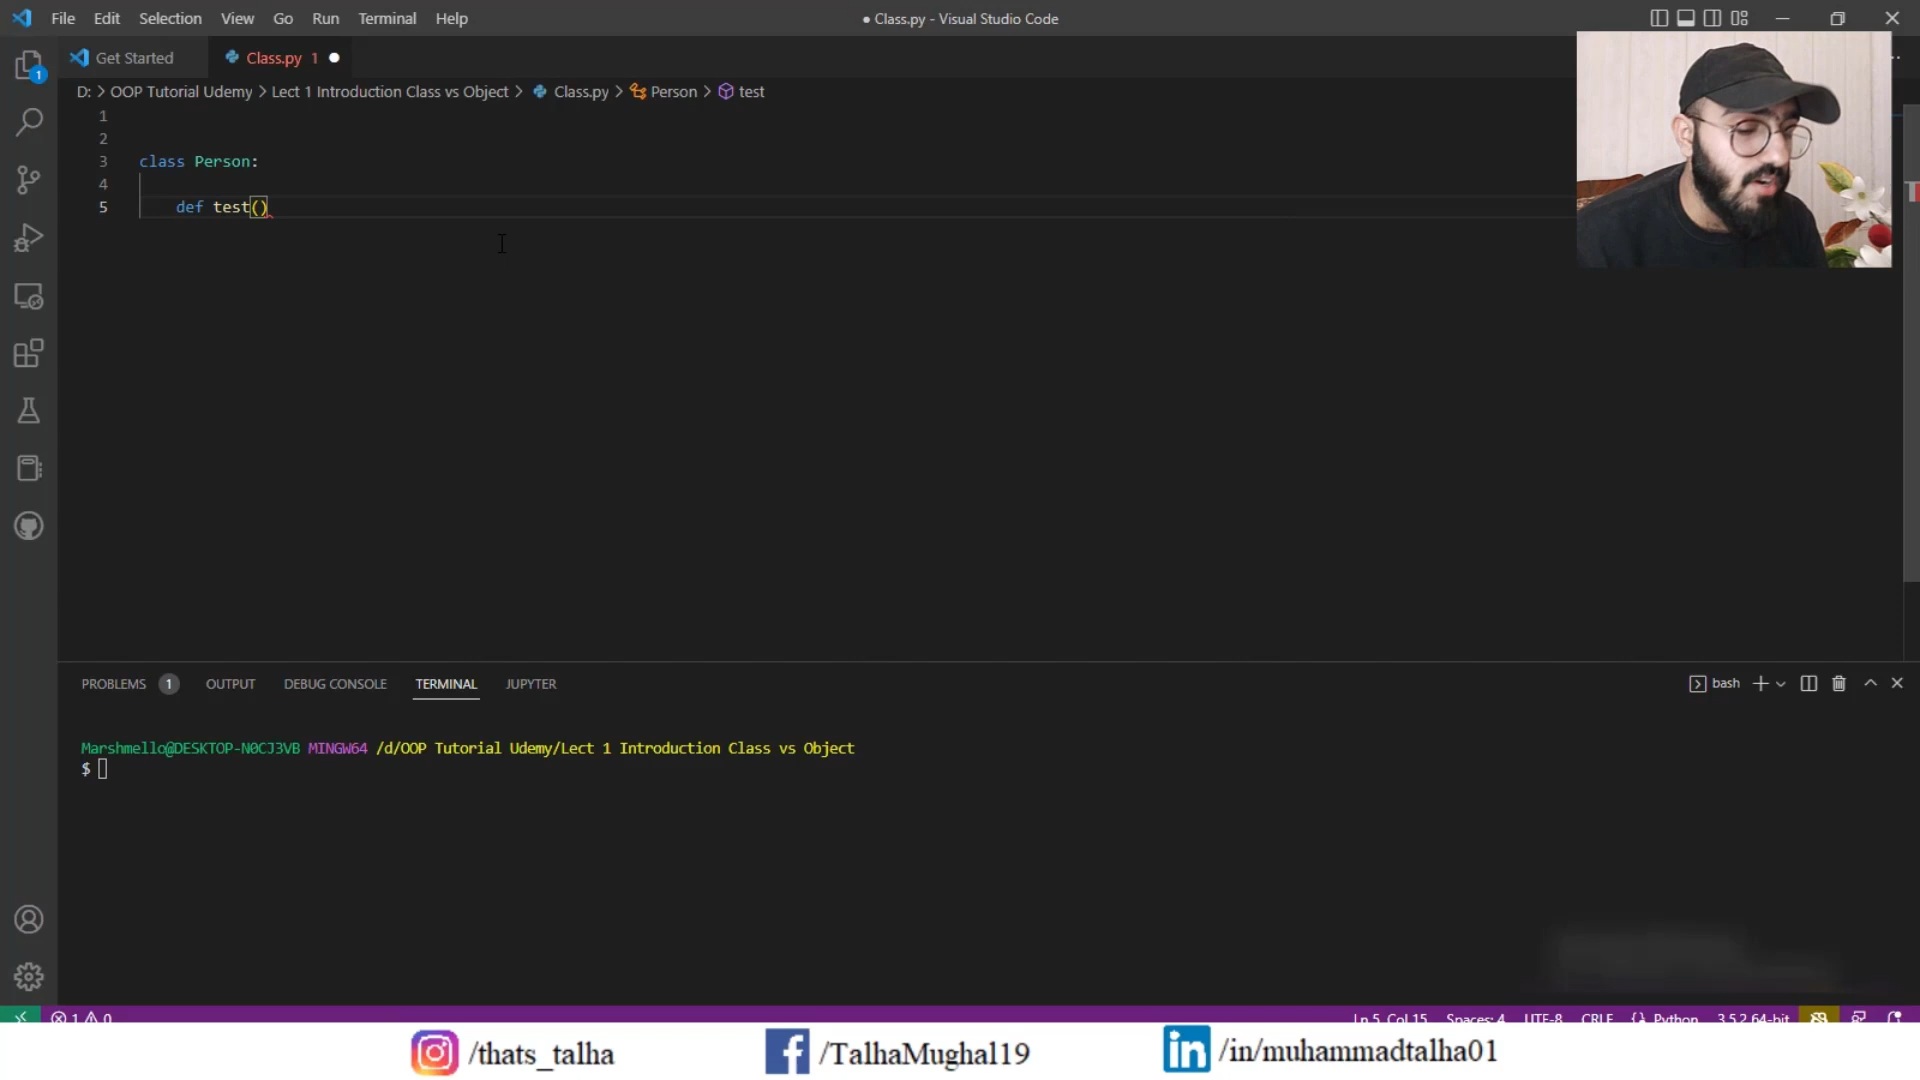 File Edit Selection View Go Run Terminal Help
● Class.py - Visual Studio Code
Get Started
Class.py 1 ●
D: > OOP Tutorial Udemy > Lect 1 Introduction Class vs Object > Class.py > Person > test
1
2
3 class Person:
4
5 def test()
PROBLEMS 1 OUTPUT DEBUG CONSOLE TERMINAL JUPYTER
bash
Marshmello@DESKTOP-N0CJ3VB MINGW64 /d/OOP Tutorial Udemy/Lect 1 Introduction Class vs Object
$
1 0
Ln 5, Col 15 Spaces: 4 UTF-8 CRLF Python 3.5.2 64-bit
/thats_talha
/TalhaMughal19
in /in/muhammadtalha01